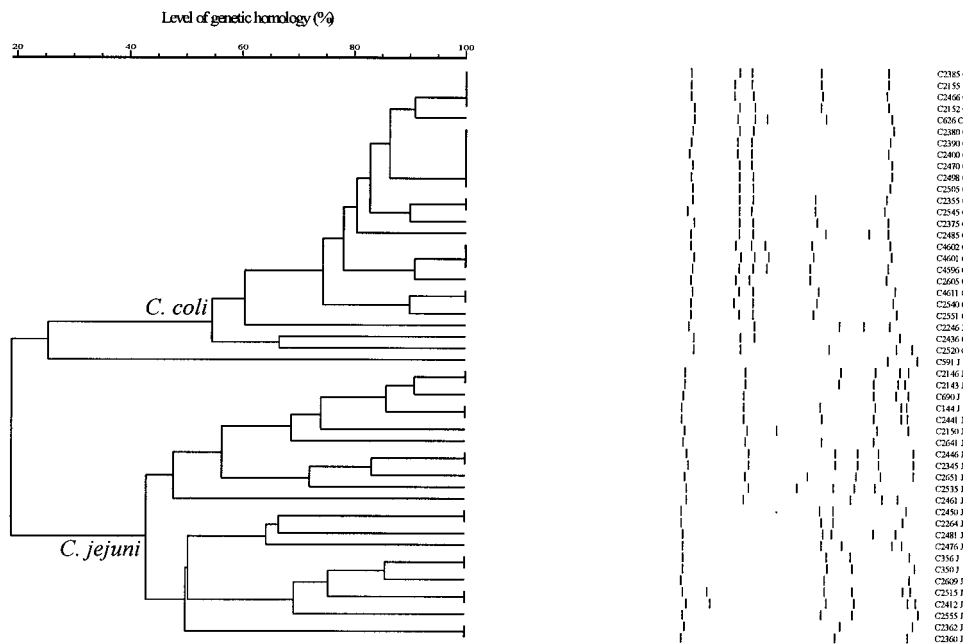 Level of genetic homology (%)
20 40 60 80 100
C. coli
C. jejuni
C2385
C2155
C2466
C2152
C626 C
C2380
C2390
C2400
C2470
C2498
C2505
C2355
C2545
C2375
C2485
C4602
C4601
C4596
C2605
C4611
C2540
C2551
C2246
C2436
C2520
C591 J
C2146 J
C2143 J
C690 J
C144 J
C2441 J
C2150 J
C2641 J
C2446 J
C2345 J
C2651 J
C2535 J
C2461 J
C2450 J
C2264 J
C2481 J
C2476 J
C356 J
C350 J
C2609 J
C2515 J
C2412 J
C2555 J
C2362 J
C2360 J